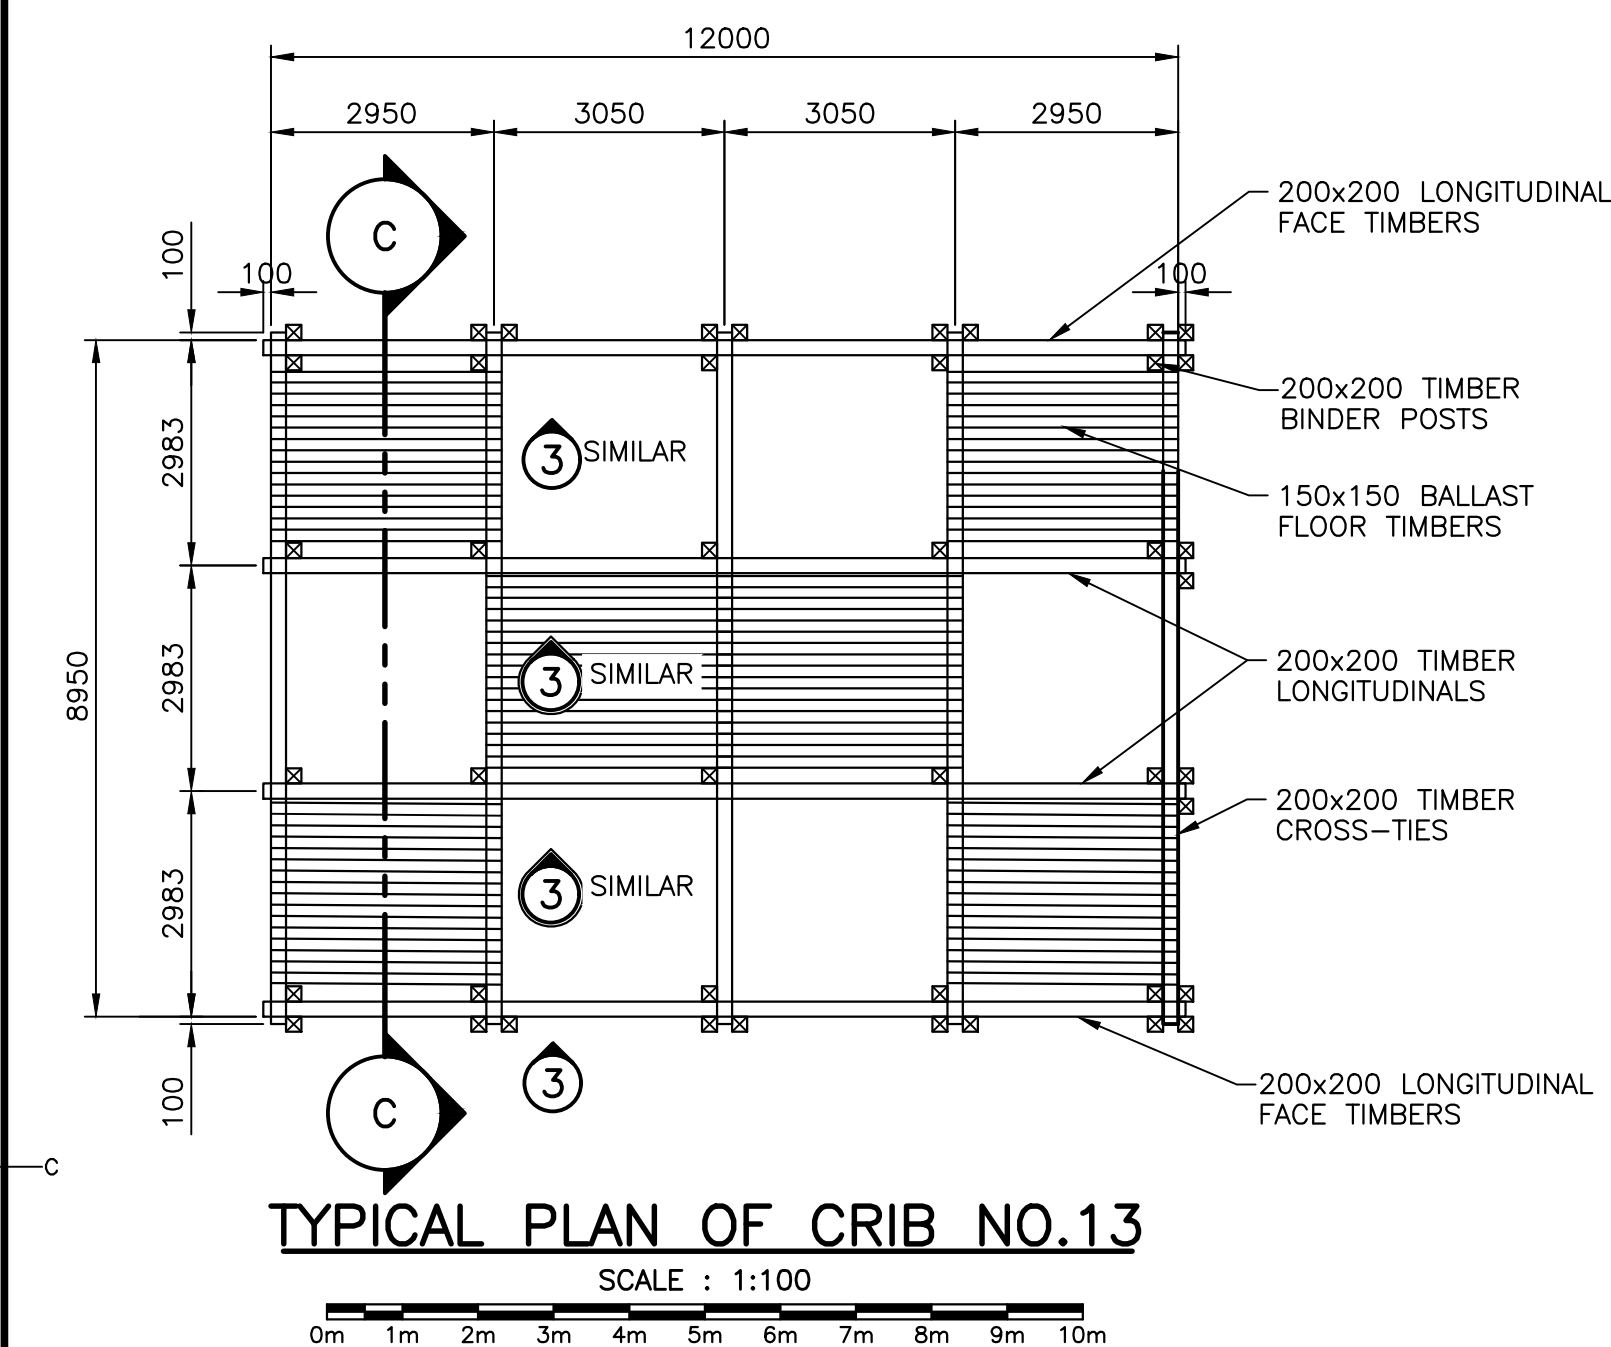 12000
2950 3050 3050 2950
C
200x200 LONGITUDINAL
FACE TIMBERS
100
100
100
200x200 TIMBER
BINDER POSTS
2983
3 SIMILAR
150x150 BALLAST
FLOOR TIMBERS
8950
2983
3 SIMILAR
200x200 TIMBER
LONGITUDINALS
200x200 TIMBER
CROSS-TIES
2983
3 SIMILAR
100
C
3
200x200 LONGITUDINAL
FACE TIMBERS
C
TYPICAL PLAN OF CRIB NO.13
SCALE : 1:100
0m 1m 2m 3m 4m 5m 6m 7m 8m 9m 10m